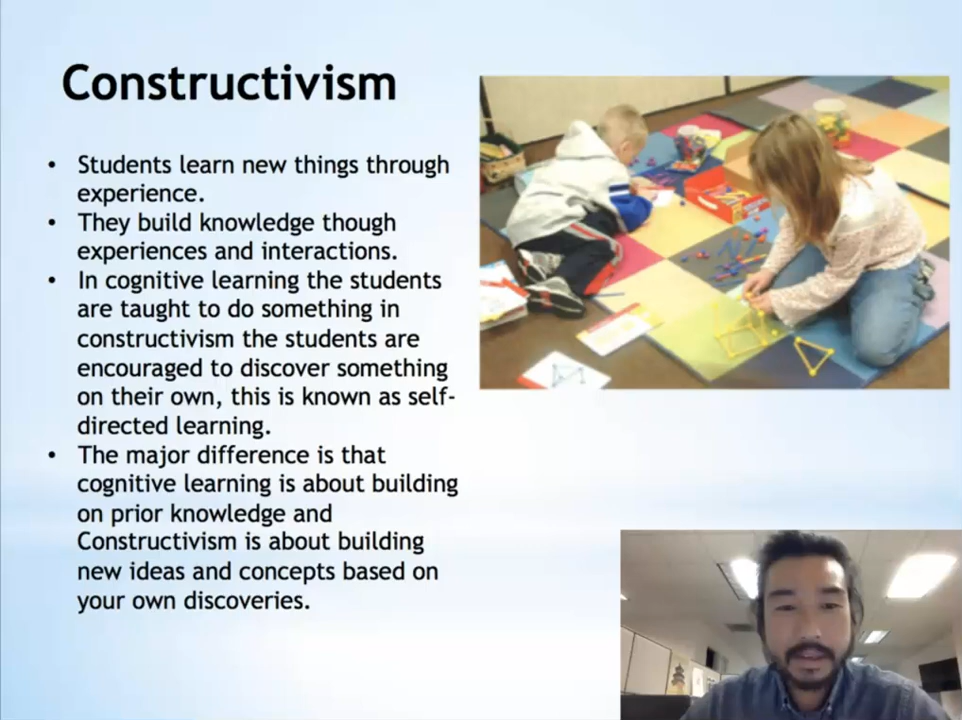 Constructivism
• Students learn new things through
experience.
• They build knowledge though
experiences and interactions.
• In cognitive learning the students
are taught to do something in
constructivism the students are
encouraged to discover something
on their own, this is known as self-
directed learning.
• The major difference is that
cognitive learning is about building
on prior knowledge and
Constructivism is about building
new ideas and concepts based on
your own discoveries.